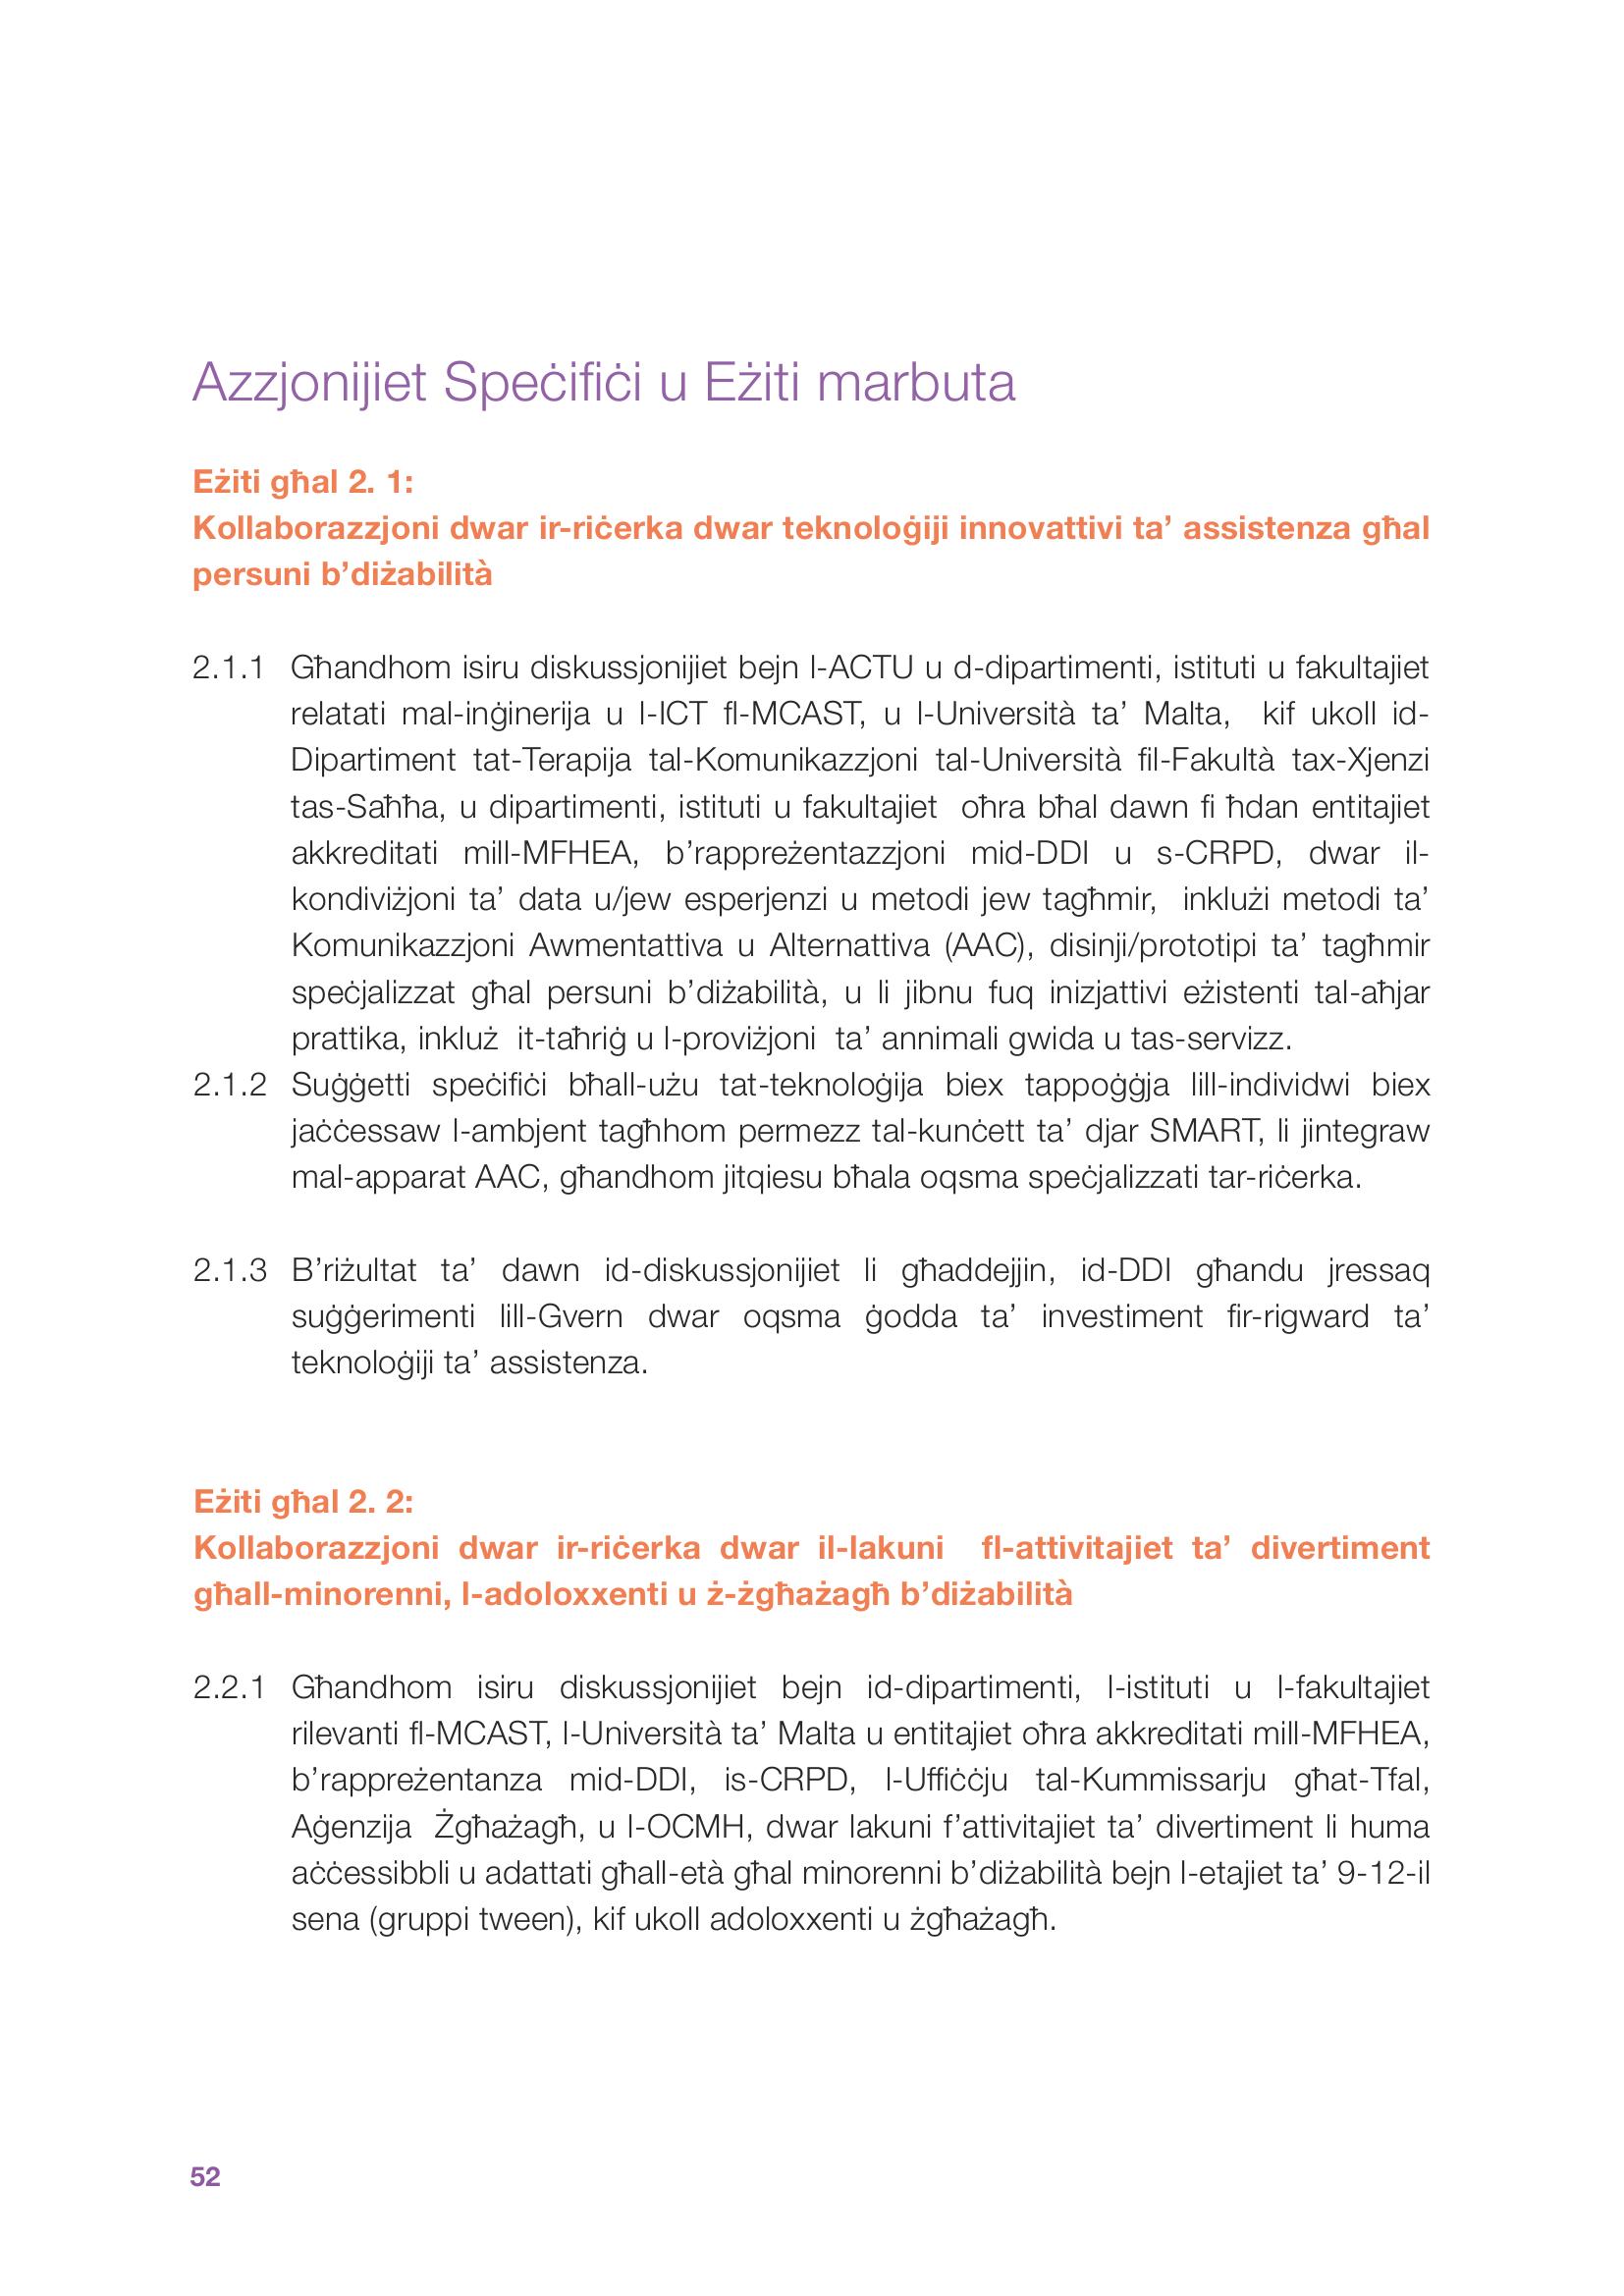 Azzjonijiet Speċifiċi u Eżiti marbuta
Eżiti għal 2. 1:
Kollaborazzjoni dwar ir-riċerka dwar teknoloġiji innovattivi ta’ assistenza għal
persuni b’diżabilità
2.1.1 Għandhom isiru diskussjonijiet bejn l-ACTU u d-dipartimenti, istituti u fakultajiet
relatati mal-inġinerija u l-ICT fl-MCAST, u l-Università ta’ Malta, kif ukoll id-
Dipartiment tat-Terapija tal-Komunikazzjoni tal-Università fil-Fakultà tax-Xjenzi
tas-Saħħa, u dipartimenti, istituti u fakultajiet oħra bħal dawn fi ħdan entitajiet
akkreditati mill-MFHEA, b’rappreżentazzjoni mid-DDI u s-CRPD, dwar il-
kondiviżjoni ta’ data u/jew esperjenzi u metodi jew tagħmir, inklużi metodi ta’
Komunikazzjoni Awmentattiva u Alternattiva (AAC), disinji/prototipi ta’ tagħmir
speċjalizzat għal persuni b’diżabilità, u li jibnu fuq inizjattivi eżistenti tal-aħjar
prattika, inkluż it-taħriġ u l-proviżjoni ta’ annimali gwida u tas-servizz.
2.1.2 Suġġetti speċifiċi bħall-użu tat-teknoloġija biex tappoġġja lill-individwi biex
jaċċessaw l-ambjent tagħhom permezz tal-kunċett ta’ djar SMART, li jintegraw
mal-apparat AAC, għandhom jitqiesu bħala oqsma speċjalizzati tar-riċerka.
2.1.3 B’riżultat ta’ dawn id-diskussjonijiet li għaddejjin, id-DDI għandu jressaq
suġġerimenti lill-Gvern dwar oqsma ġodda ta’ investiment fir-rigward ta’
teknoloġiji ta’ assistenza.
Eżiti għal 2. 2:
Kollaborazzjoni dwar ir-riċerka dwar il-lakuni fl-attivitajiet ta’ divertiment
għall-minorenni, l-adoloxxenti u ż-żgħażagħ b’diżabilità
2.2.1 Għandhom isiru diskussjonijiet bejn id-dipartimenti, l-istituti u l-fakultajiet
rilevanti fl-MCAST, l-Università ta’ Malta u entitajiet oħra akkreditati mill-MFHEA,
b’rappreżentanza mid-DDI, is-CRPD, l-Uffiċċju tal-Kummissarju għat-Tfal,
Aġenzija Żgħażagħ, u l-OCMH, dwar lakuni f’attivitajiet ta’ divertiment li huma
aċċessibbli u adattati għall-età għal minorenni b’diżabilità bejn l-etajiet ta’ 9-12-il
sena (gruppi tween), kif ukoll adoloxxenti u żgħażagħ.
52